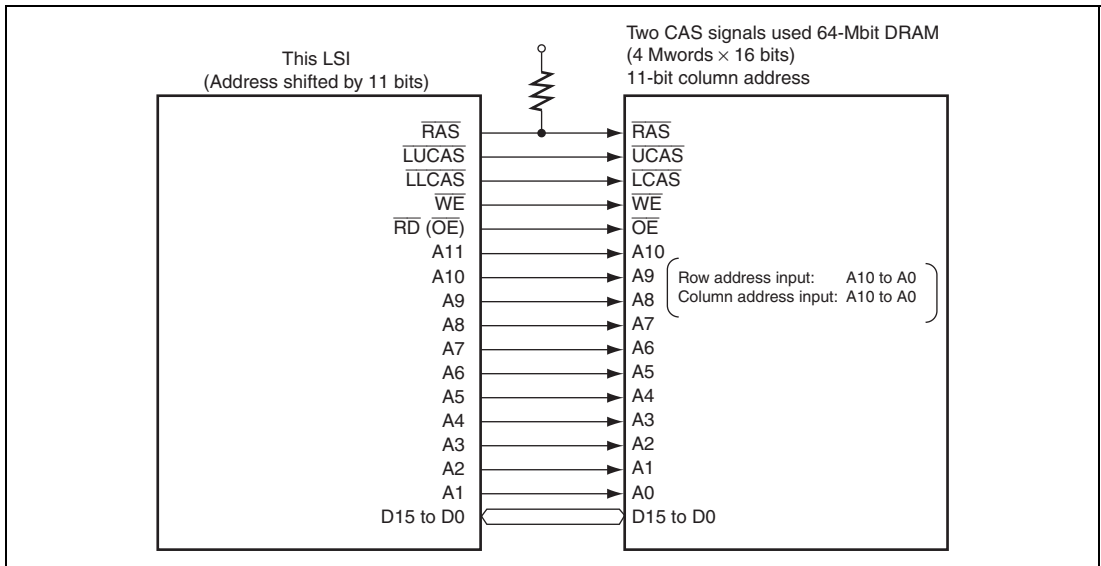 This LSI
(Address shifted by 11 bits)
Two CAS signals used 64-Mbit DRAM
(4 Mwords × 16 bits)
11-bit column address
RAS RAS
LUCAS UCAS
LLCAS LCAS
WE WE
RD (OE) OE
A11 A10
A10 A9
A9 A8
A8 A7
A7 A6
A6 A5
A5 A4
A4 A3
A3 A2
A2 A1
A1 A0
D15 to D0 D15 to D0
Row address input: A10 to A0
Column address input: A10 to A0